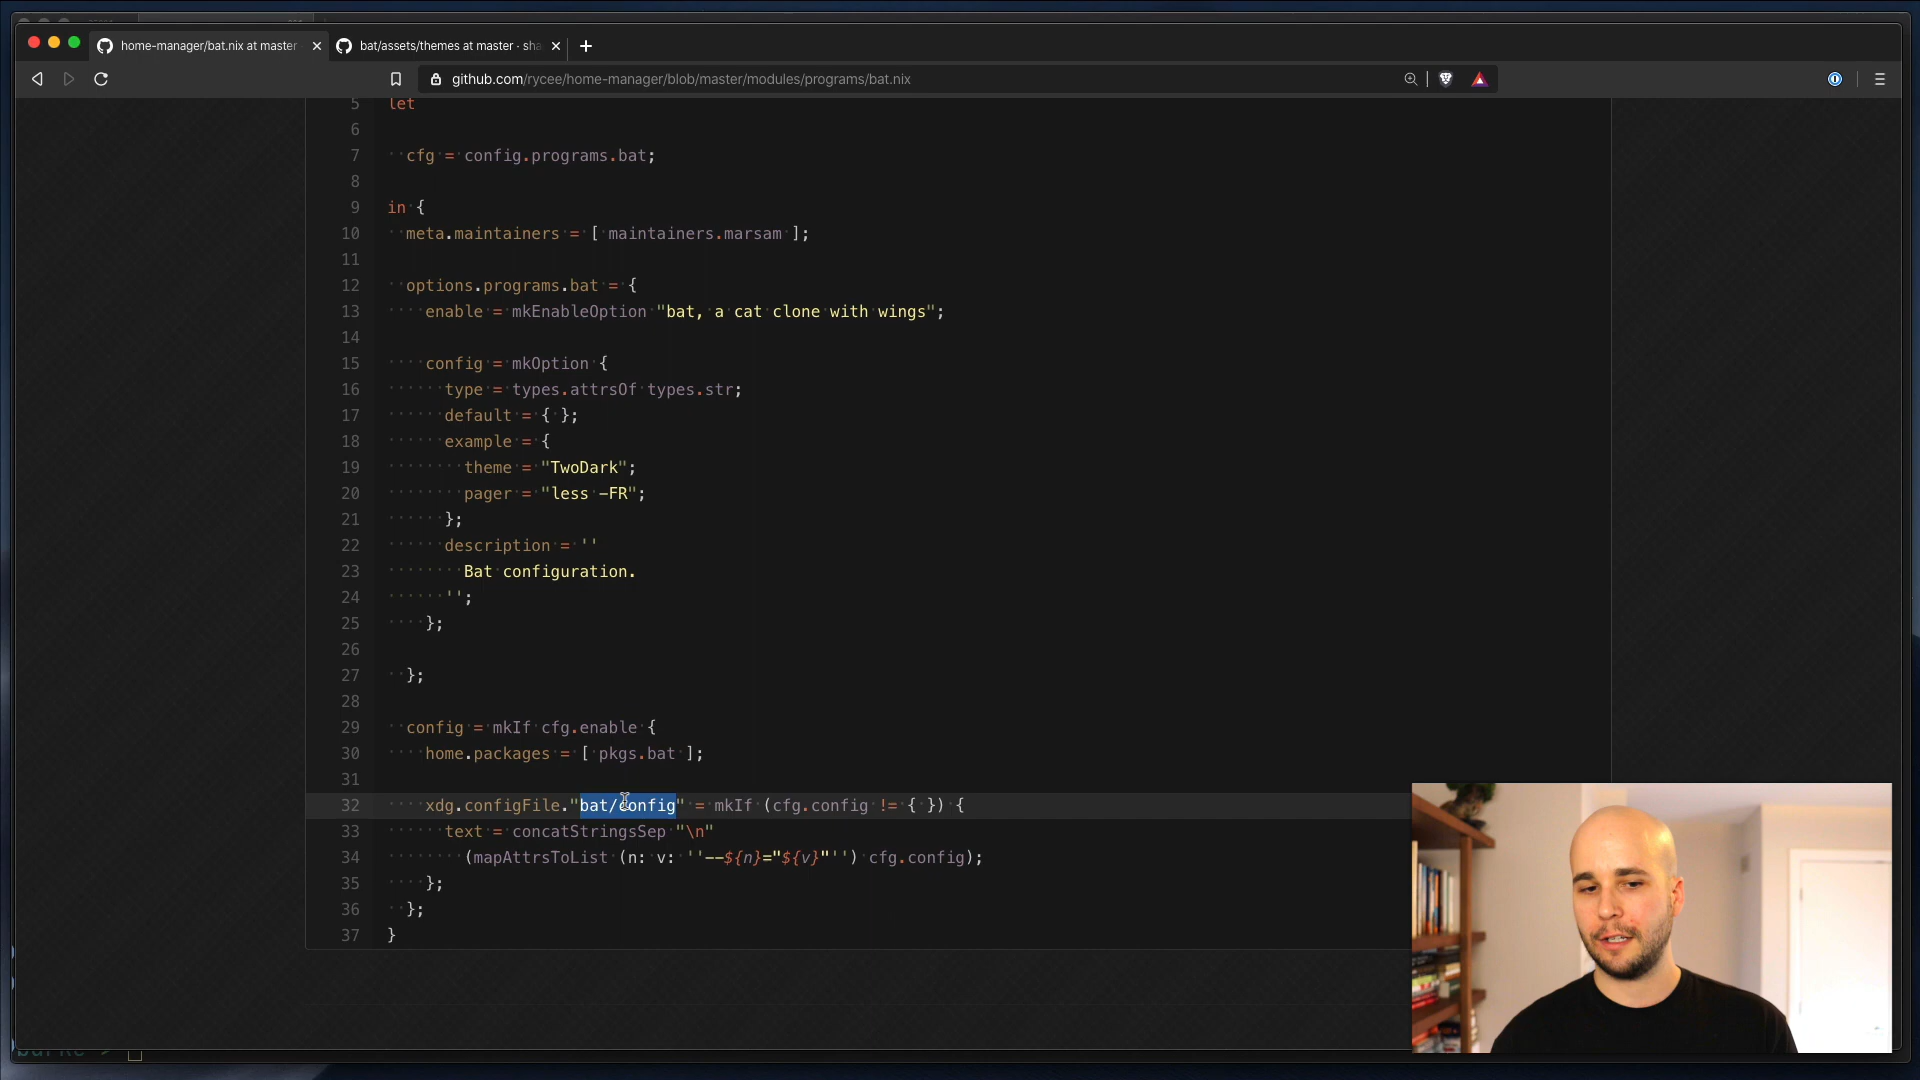 home-manager/bat.nix at master
bat/assets/themes at master · sha
github.com/rycee/home-manager/blob/master/modules/programs/bat.nix
5 let
6
7 ··cfg·=·config.programs.bat;
8
9 in·{
10 ··meta.maintainers·=·[·maintainers.marsam·];
11
12 ··options.programs.bat·=·{
13 ····enable·=·mkEnableOption·"bat,·a·cat·clone·with·wings";
14
15 ····config·=·mkOption·{
16 ······type·=·types.attrsOf·types.str;
17 ······default·=·{·};
18 ······example·=·{
19 ········theme·=·"TwoDark";
20 ········pager·=·"less·-FR";
21 ······};
22 ······description·=·''
23 ········Bat·configuration.
24 ······'';
25 ····};
26
27 ··};
28
29 ··config·=·mkIf·cfg.enable·{
30 ····home.packages·=·[·pkgs.bat·];
31
32 ····xdg.configFile."bat/config"·=·mkIf·(cfg.config·!=·{·})·{
33 ······text·=·concatStringsSep·"\n"
34 ········(mapAttrsToList·(n:·v:·''--${n}="${v}"'')·cfg.config);
35 ····};
36 ··};
37 }